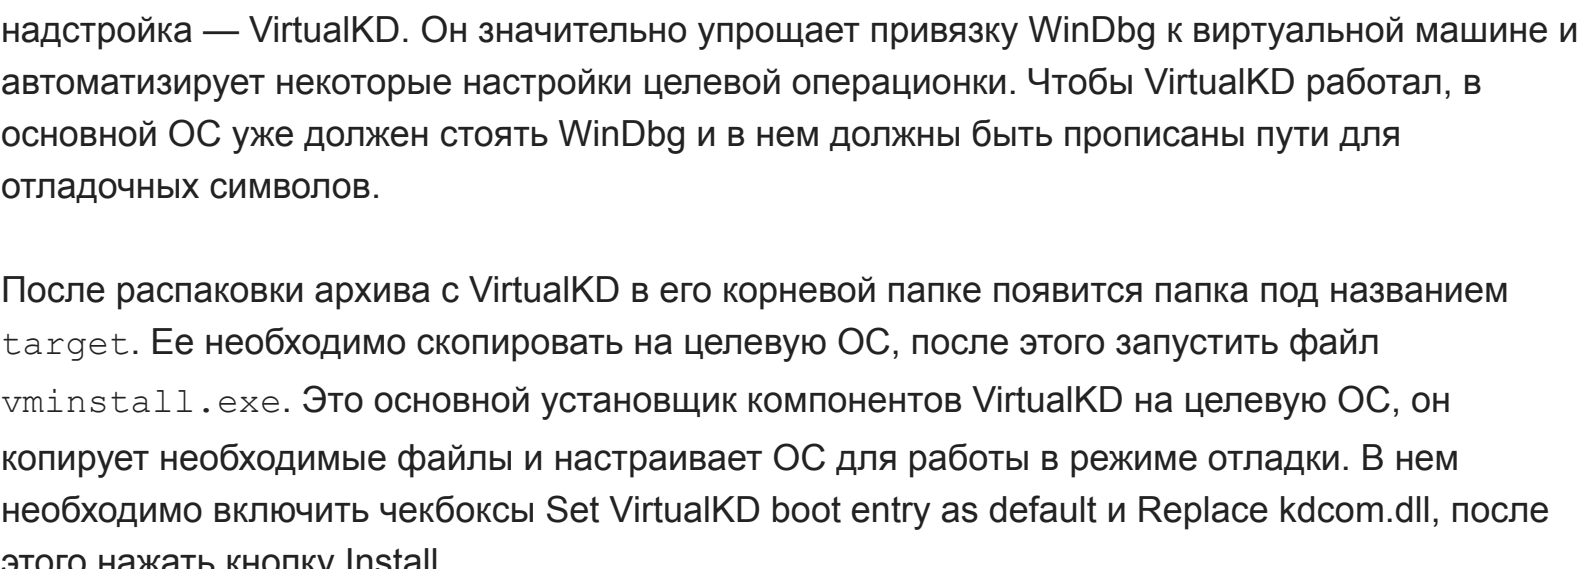 надстройка — VirtualKD. Он значительно упрощает привязку WinDbg к виртуальной машине и
автоматизирует некоторые настройки целевой операционки. Чтобы VirtualKD работал, в
основной ОС уже должен стоять WinDbg и в нем должны быть прописаны пути для
отладочных символов.
После распаковки архива с VirtualKD в его корневой папке появится папка под названием
target. Ее необходимо скопировать на целевую ОС, после этого запустить файл
vminstall.exe. Это основной установщик компонентов VirtualKD на целевую ОС, он
копирует необходимые файлы и настраивает ОС для работы в режиме отладки. В нем
необходимо включить чекбоксы Set VirtualKD boot entry as default и Replace kdcom.dll, после
этого нажать кнопку Install